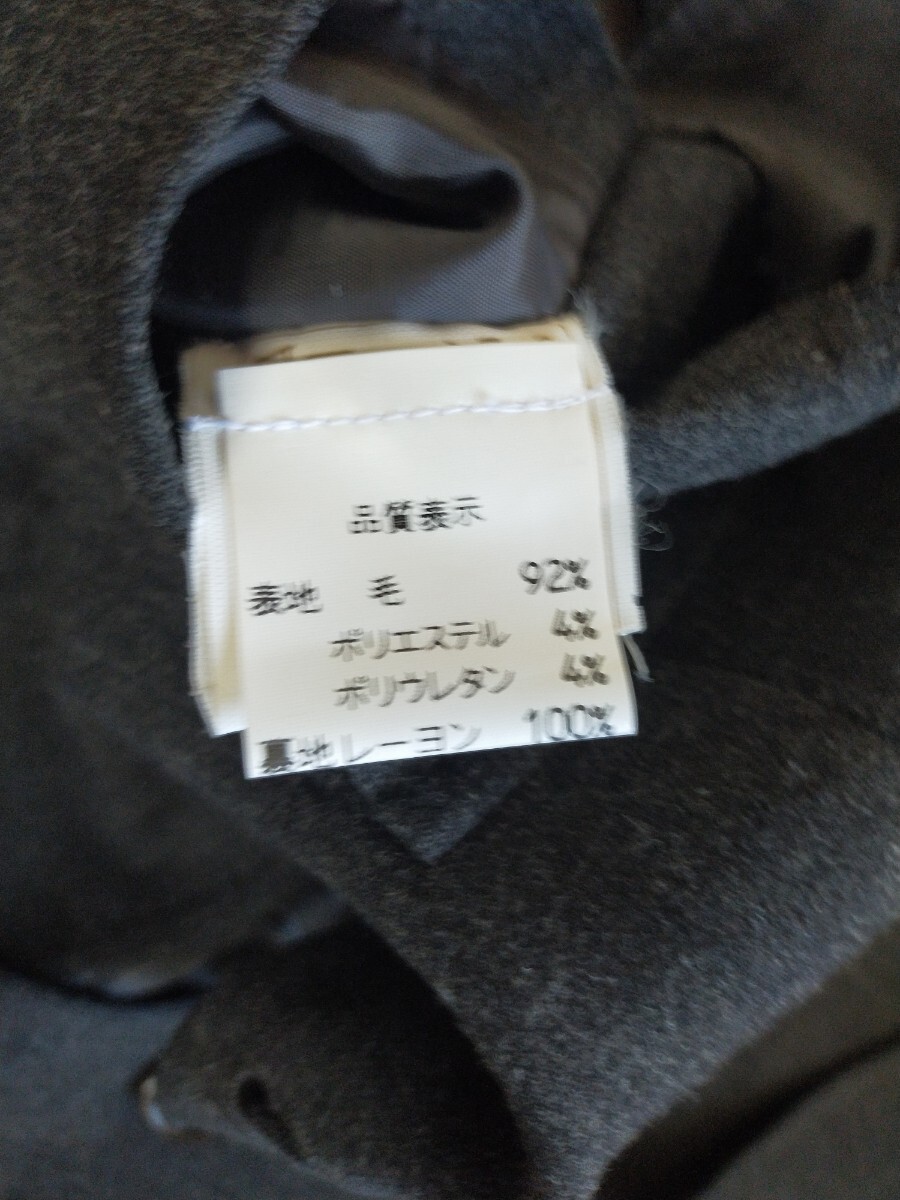 品質表示
表地 毛 92%
ポリエステル 4%
ポリウレタン 4%
裏地 レーヨン 100%